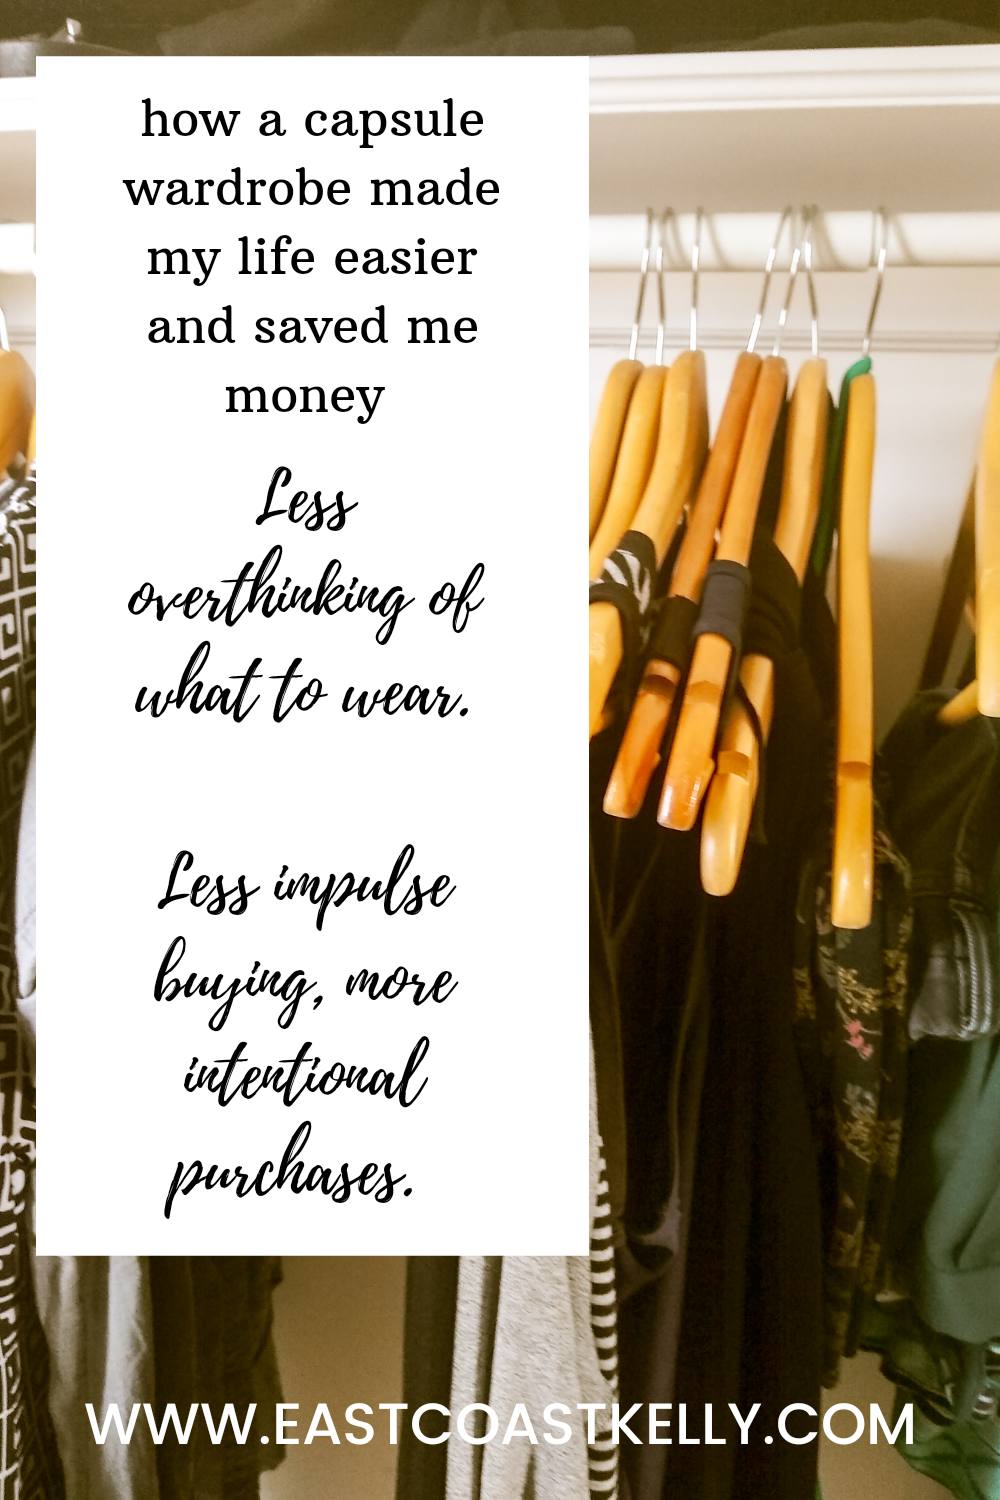 how a capsule
wardrobe made
my life easier
and saved me
money
Less
overthinking of
what to wear.
Less impulse
buying, more
intentional
purchases.
WWW.EASTCOASTKELLY.COM